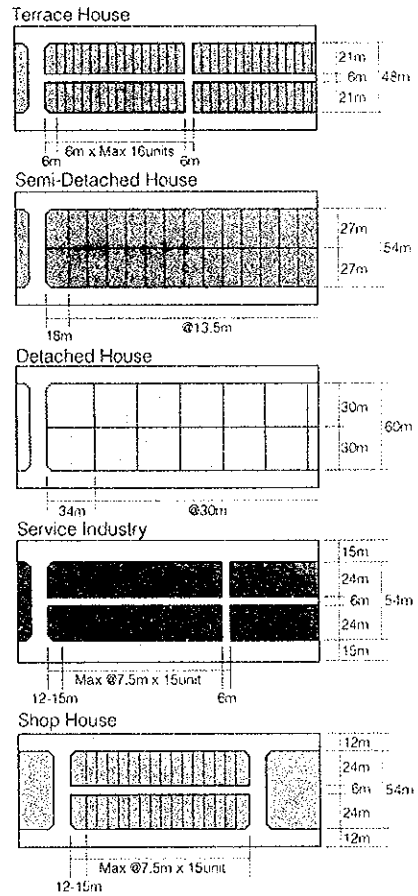 Terrace House
21m
6m
48m
21m
6m x Max 16units
6m
6m
Semi-Detached House
27m
54m
27m
@13.5m
18m
Detached House
30m
60m
30m
34m
@30m
Service Industry
15m
24m
6m
54m
24m
15m
Max @7.5m x 15unit
12-15m
6m
Shop House
12m
24m
6m
54m
24m
12m
Max @7.5m x 15unit
12-15m